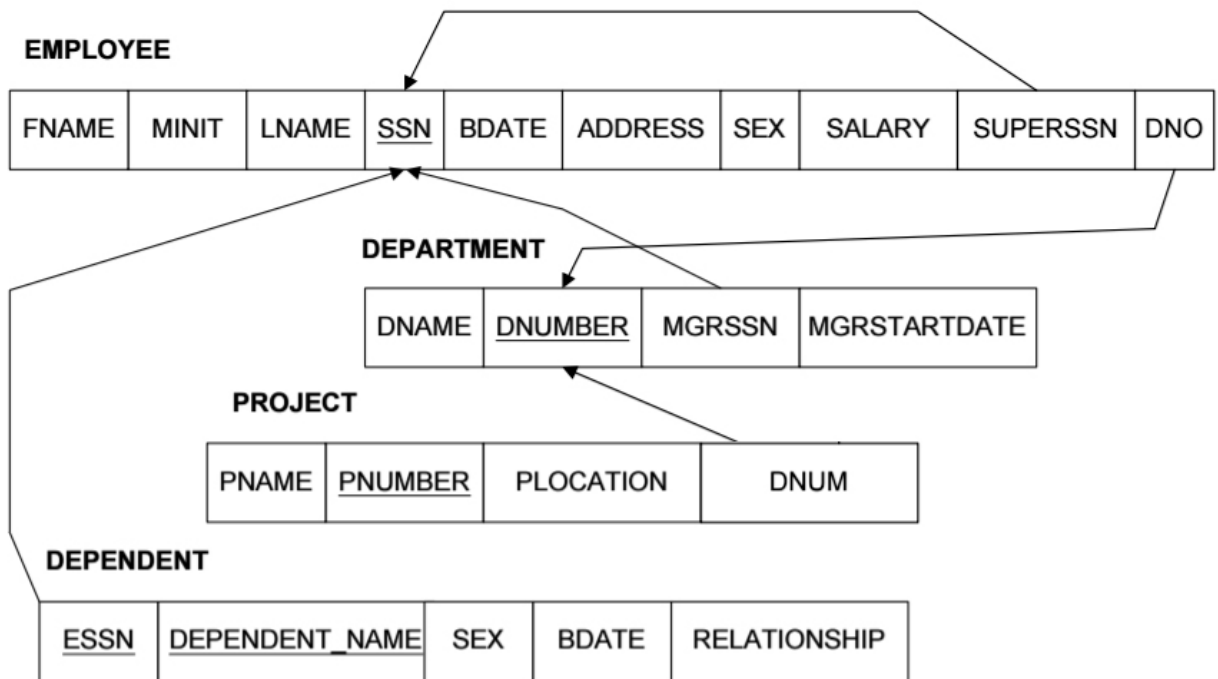 EMPLOYEE
FNAME MINIT LNAME SSN BDATE ADDRESS SEX SALARY SUPERSSN DNO
DEPARTMENT
DNAME DNUMBER MGRSSN MGRSTARTDATE
PROJECT
PNAME PNUMBER PLOCATION DNUM
DEPENDENT
ESSN DEPENDENT_NAME SEX BDATE RELATIONSHIP